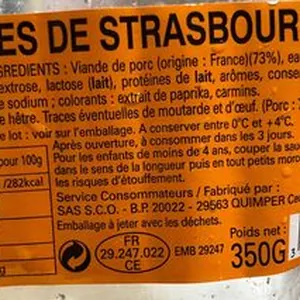 ES DE STRASBOUR
GREDIENTS : Viande de porc (origine : France)(73%), ea
extrose, lactose (lait), protéines de lait, arômes, conse
e sodium ; colorants : extrait de paprika, carmins.
e hêtre. Traces éventuelles de moutarde et d'œuf. (Porc :
lot : voir sur l'emballage. A conserver entre 0°C et +4°C.
Après ouverture, à consommer dans les 3 jours.
pour 100g
Pour les enfants de moins de 4 ans, couper la sauc
dans le sens de la longueur puis en tout petits morc
/282kcal
les risques d'étouffement.
Service Consommateurs / Fabriqué par :
SAS S.C.O. - B.P. 20022 - 29563 QUIMPER Ce
Emballage à jeter avec les déchets.
FR
29.247.022
CE
EMB 29247
Poids net :
350G